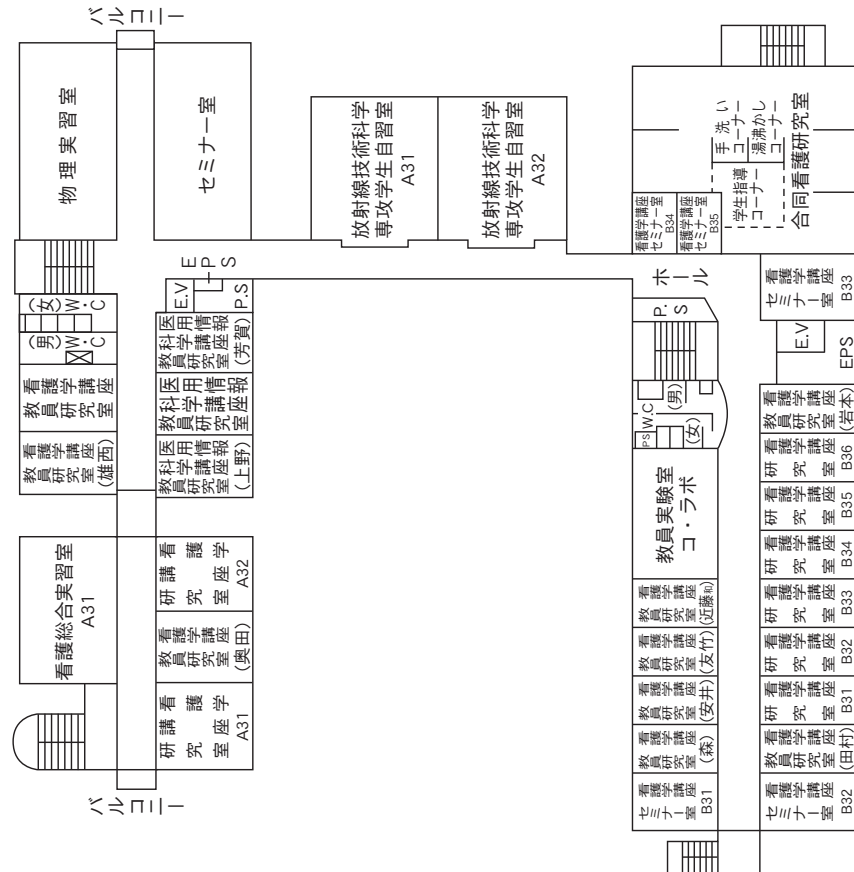 バルコニー
物理実習室
セミナー室
放射線技術科学
専攻学生自習室
A31
放射線技術科学
専攻学生自習室
A32
手洗い
コーナー
湯沸かし
コーナー
学生指導
コーナー
合同看護研究室
看護学講座
セミナー室
B34
看護学講座
セミナー室
B35
EPS
E.V
P.S
(女)
W・C
(男)
W・C
ホール
看護学講座
セミナー室
B33
P.S
E.V
EPS
看護学講座
教員研究室
看護学講座
教員研究室
(雄西)
医用情報
科学講座
教員研究室
(芳賀)
医用情報
科学講座
教員研究室
医用情報
科学講座
教員研究室
(上野)
PS
W.C
(男)
(女)
教員実験室
コ・ラボ
看護学講座
教員研究室
(岩本)
看護学講座
研究室
B36
看護学講座
研究室
B35
看護学講座
研究室
B34
看護学講座
研究室
B33
看護学講座
研究室
B32
看護学講座
研究室
B31
看護学講座
教員研究室
(田村)
看護学講座
セミナー室
B32
看護総合実習室
A31
看護学
講座
研究室
A32
看護学講座
教員研究室
(奥田)
看護学
講座
研究室
A31
看護学講座
教員研究室
(近藤和)
看護学講座
教員研究室
(友竹)
看護学講座
教員研究室
(安井)
看護学講座
教員研究室
(森)
看護学講座
セミナー室
B31
バルコニー